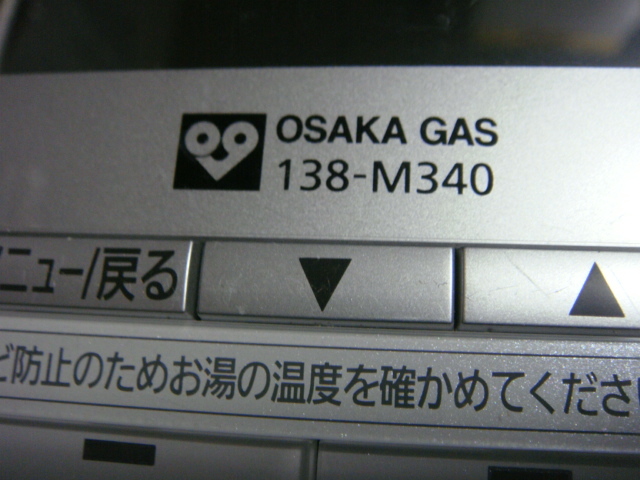 OSAKA GAS
138-M340
ニュー/戻る ▼ ▲
防止のためお湯の温度を確かめてくださ